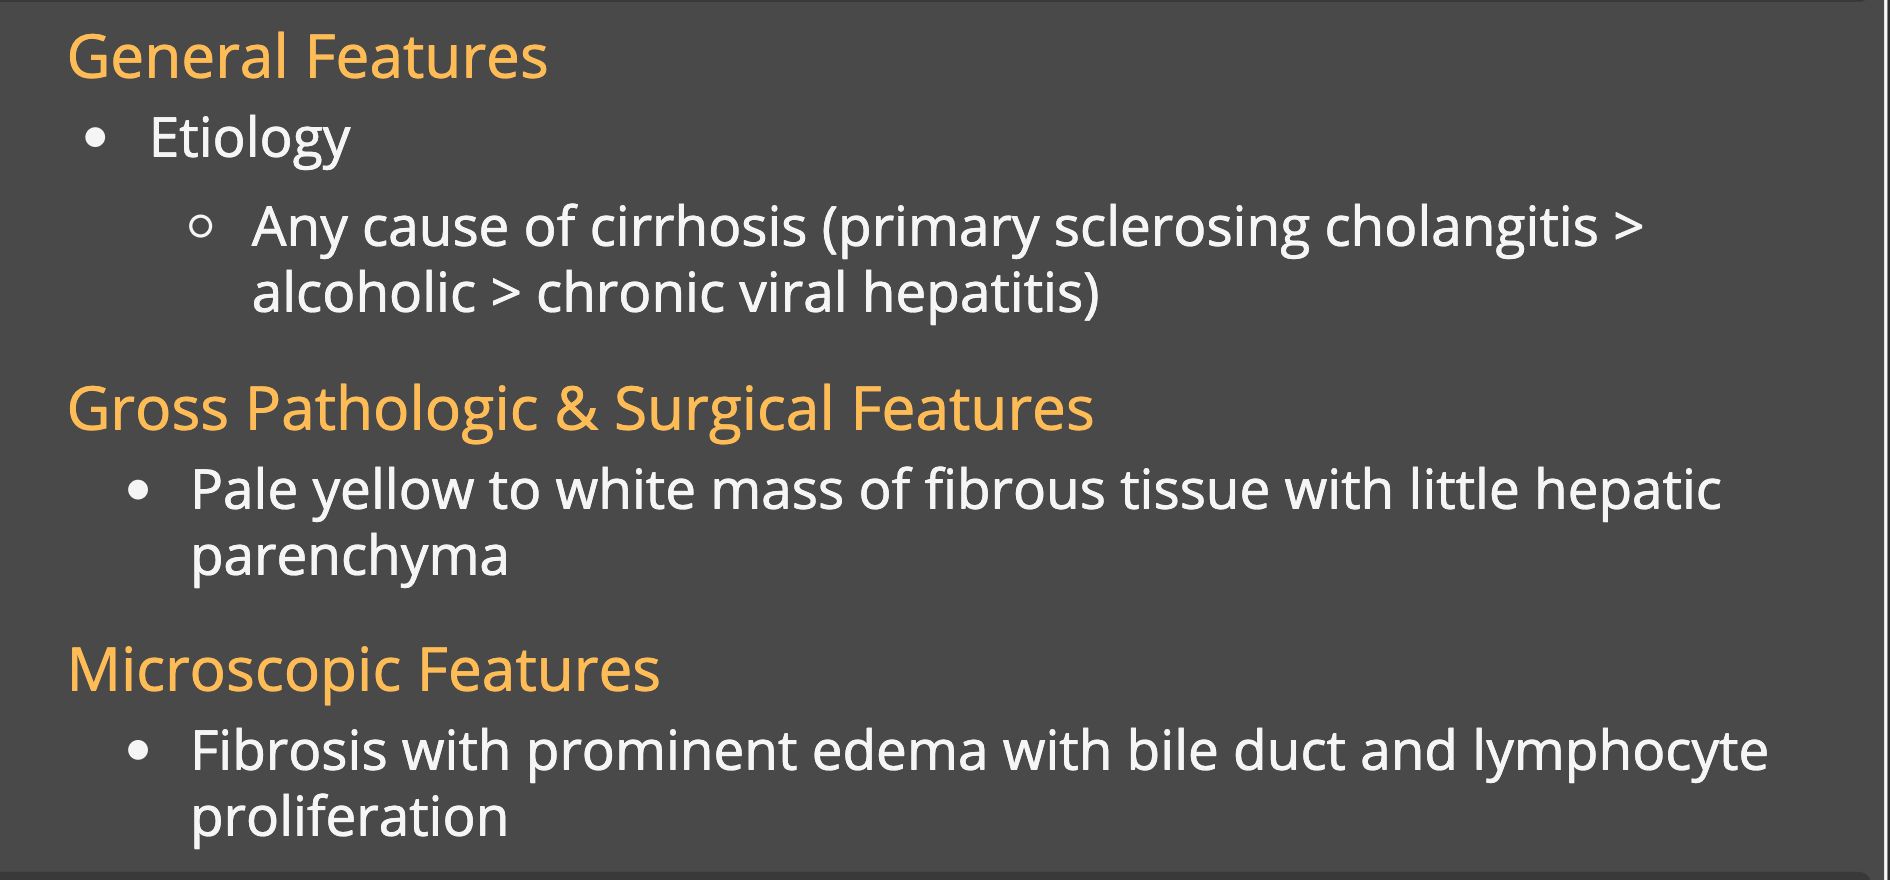 General Features
• Etiology
○ Any cause of cirrhosis (primary sclerosing cholangitis >
alcoholic > chronic viral hepatitis)
Gross Pathologic & Surgical Features
• Pale yellow to white mass of fibrous tissue with little hepatic
parenchyma
Microscopic Features
• Fibrosis with prominent edema with bile duct and lymphocyte
proliferation